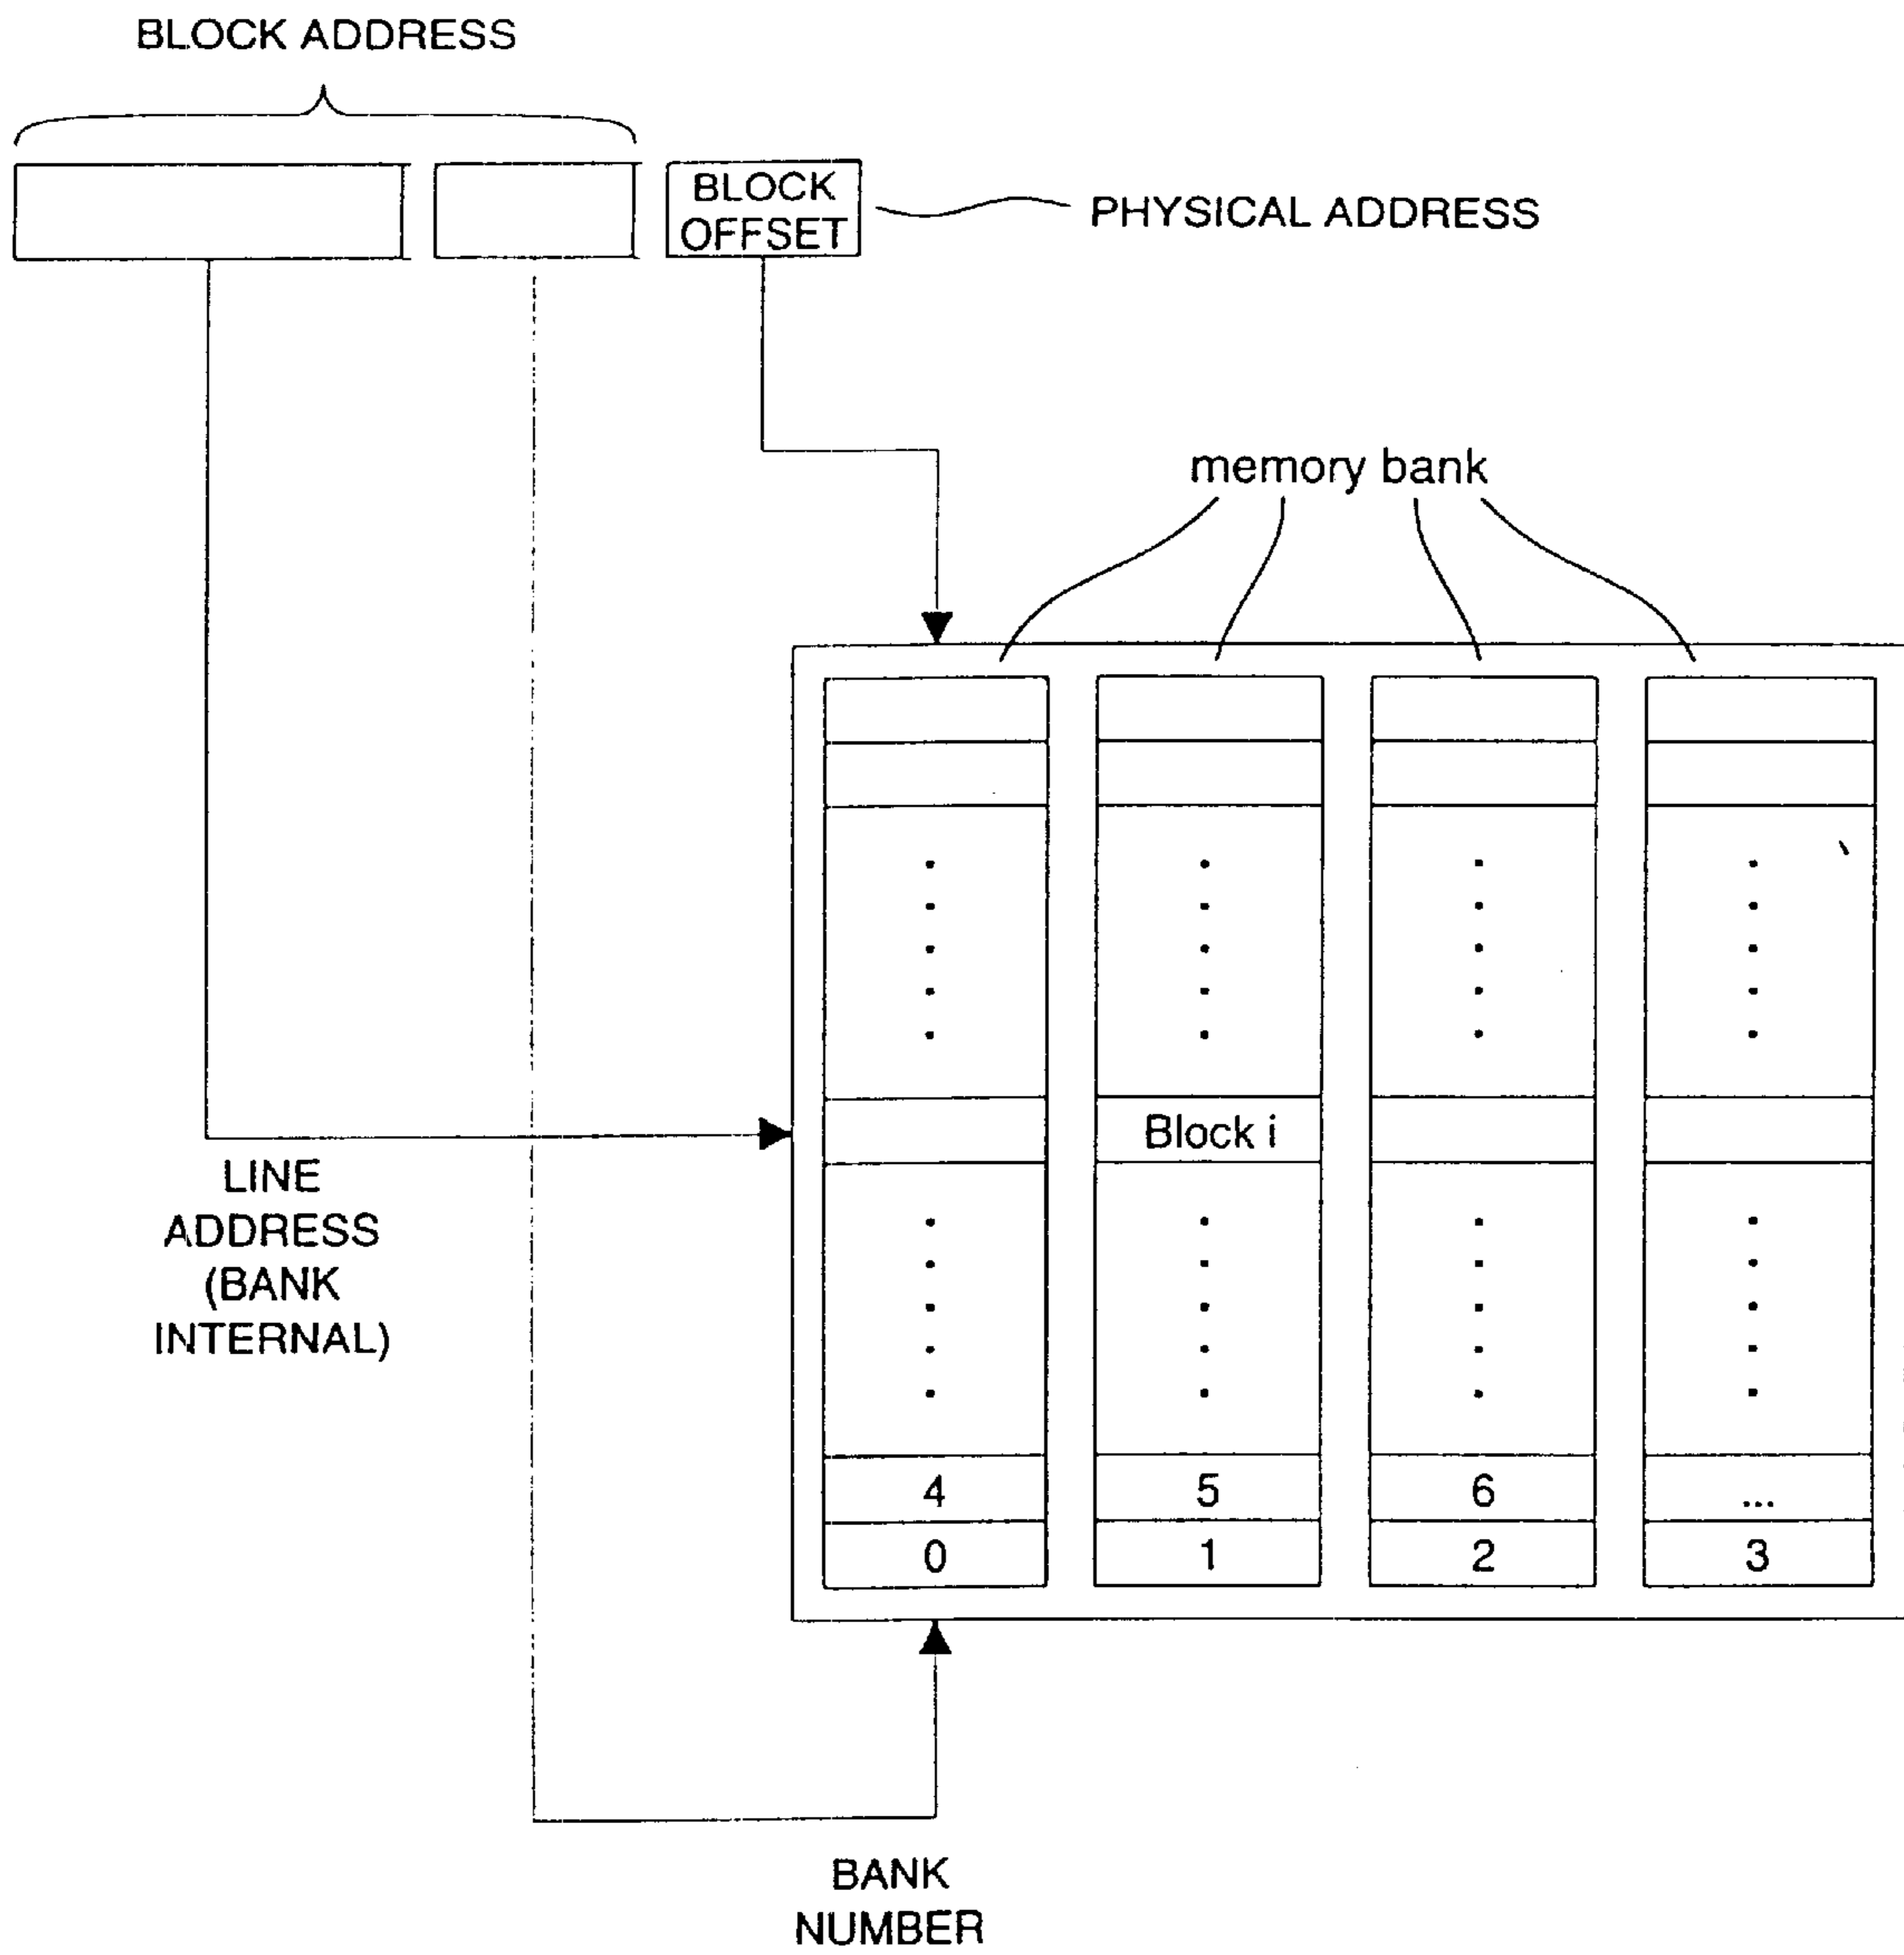 BLOCK ADDRESS
BLOCK
OFFSET
PHYSICAL ADDRESS
memory bank
Block i
LINE
ADDRESS
(BANK
INTERNAL)
4 5 6 ...
0 1 2 3
BANK
NUMBER